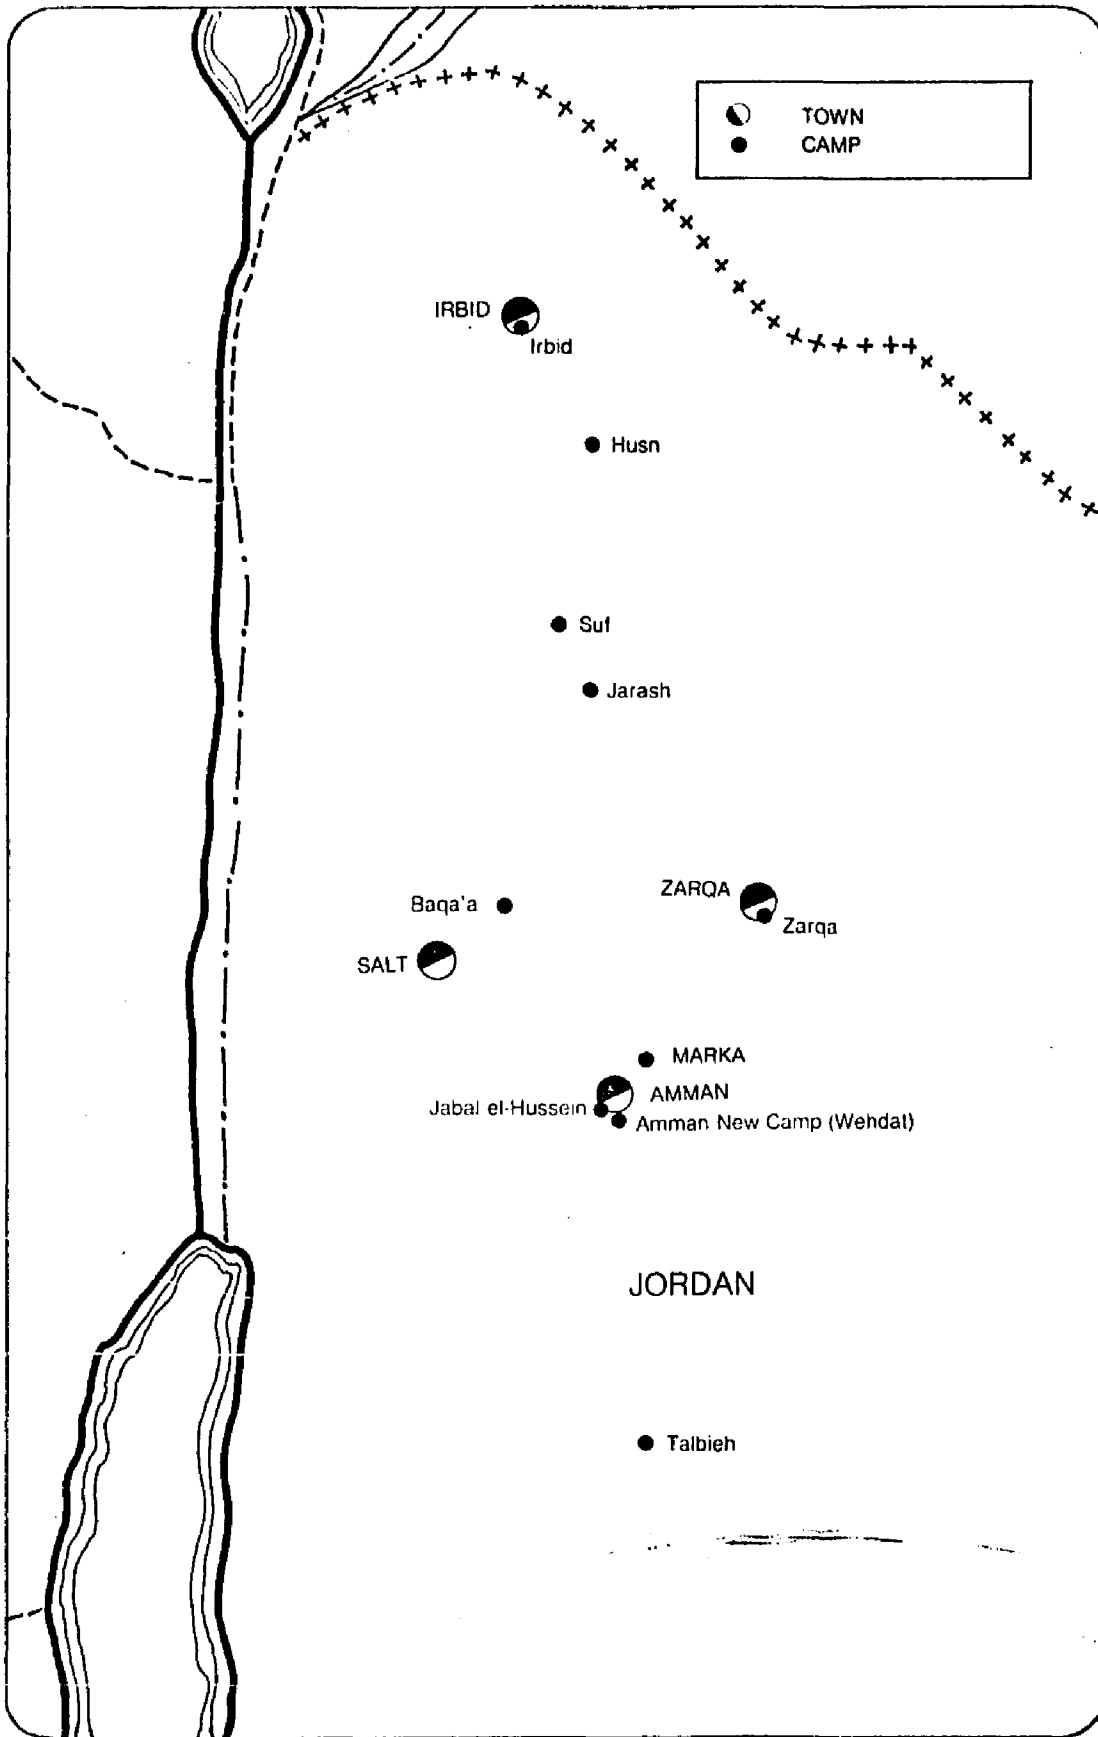 TOWN
CAMP
IRBID
Irbid
Husn
Suf
Jarash
Baqa'a
ZARQA
Zarqa
SALT
MARKA
AMMAN
Jabal el-Hussein
Amman New Camp (Wehdat)
JORDAN
Talbieh